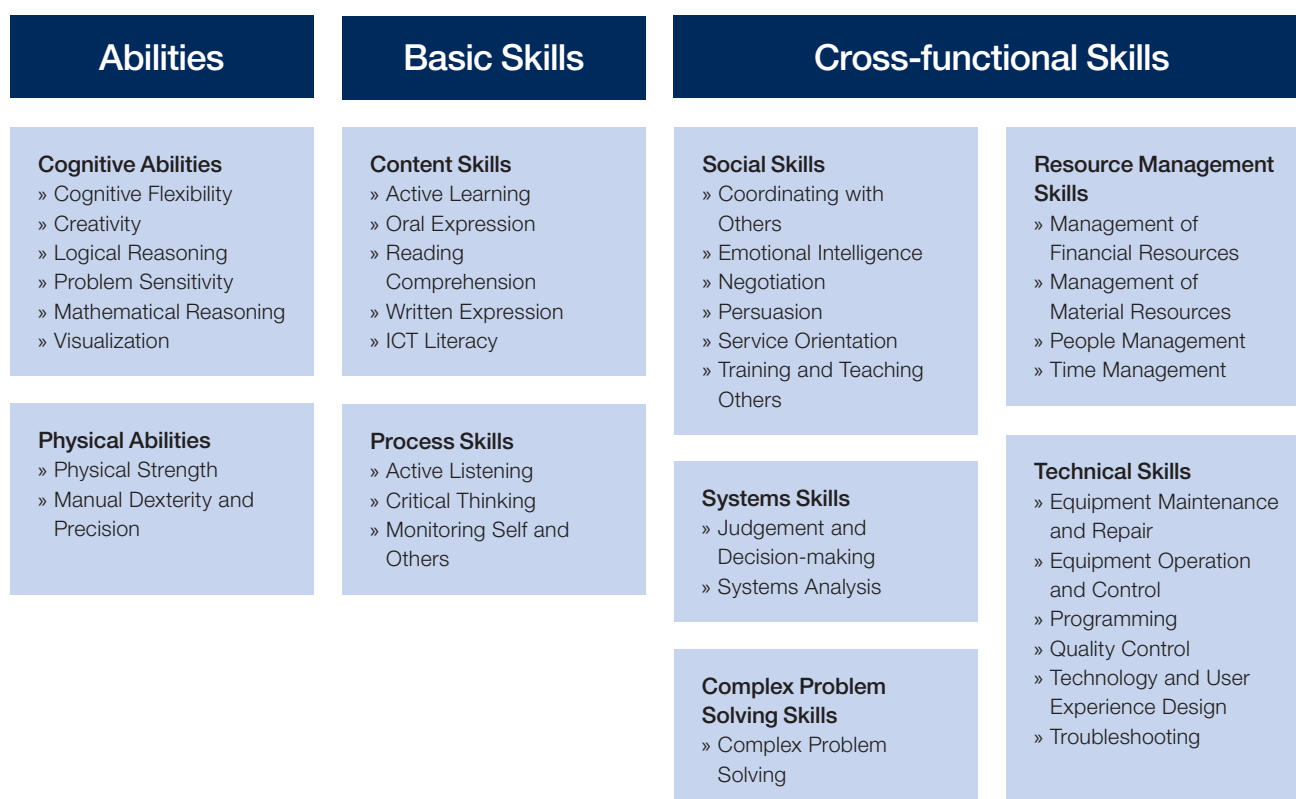 Abilities
Cognitive Abilities
» Cognitive Flexibility
» Creativity
» Logical Reasoning
» Problem Sensitivity
» Mathematical Reasoning
» Visualization
Physical Abilities
» Physical Strength
» Manual Dexterity and
Precision
Basic Skills
Content Skills
» Active Learning
» Oral Expression
» Reading
Comprehension
» Written Expression
» ICT Literacy
Process Skills
» Active Listening
» Critical Thinking
» Monitoring Self and
Others
Cross-functional Skills
Social Skills
» Coordinating with
Others
» Emotional Intelligence
» Negotiation
» Persuasion
» Service Orientation
» Training and Teaching
Others
Systems Skills
» Judgement and
Decision-making
» Systems Analysis
Complex Problem
Solving Skills
» Complex Problem
Solving
Resource Management
Skills
» Management of
Financial Resources
» Management of
Material Resources
» People Management
» Time Management
Technical Skills
» Equipment Maintenance
and Repair
» Equipment Operation
and Control
» Programming
» Quality Control
» Technology and User
Experience Design
» Troubleshooting